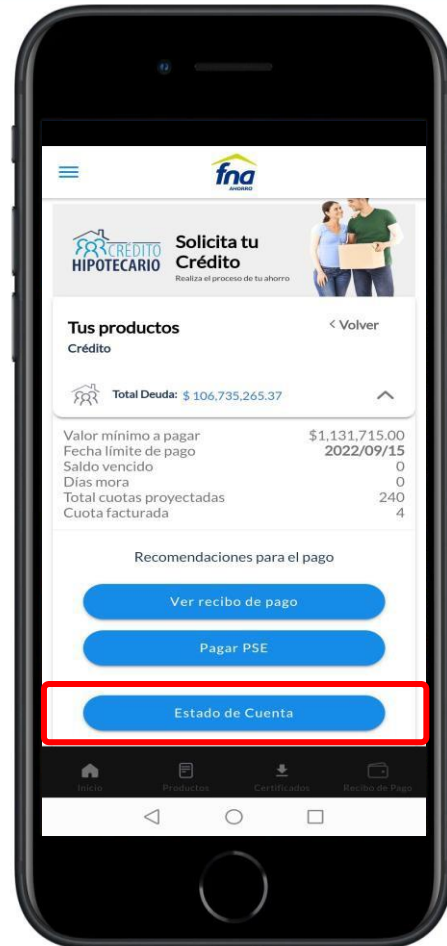 fna
AHORRO
CREDITO
HIPOTECARIO
Solicita tu
Crédito
Realiza el proceso de tu ahorro
Tus productos
< Volver
Crédito
Total Deuda: $ 106,735,265.37
Valor mínimo a pagar $1,131,715.00
Fecha límite de pago 2022/09/15
Saldo vencido 0
Días mora 0
Total cuotas proyectadas 240
Cuota facturada 4
Recomendaciones para el pago
Ver recibo de pago
Pagar PSE
Estado de Cuenta
Inicio Productos Certificados Recibo de Pago